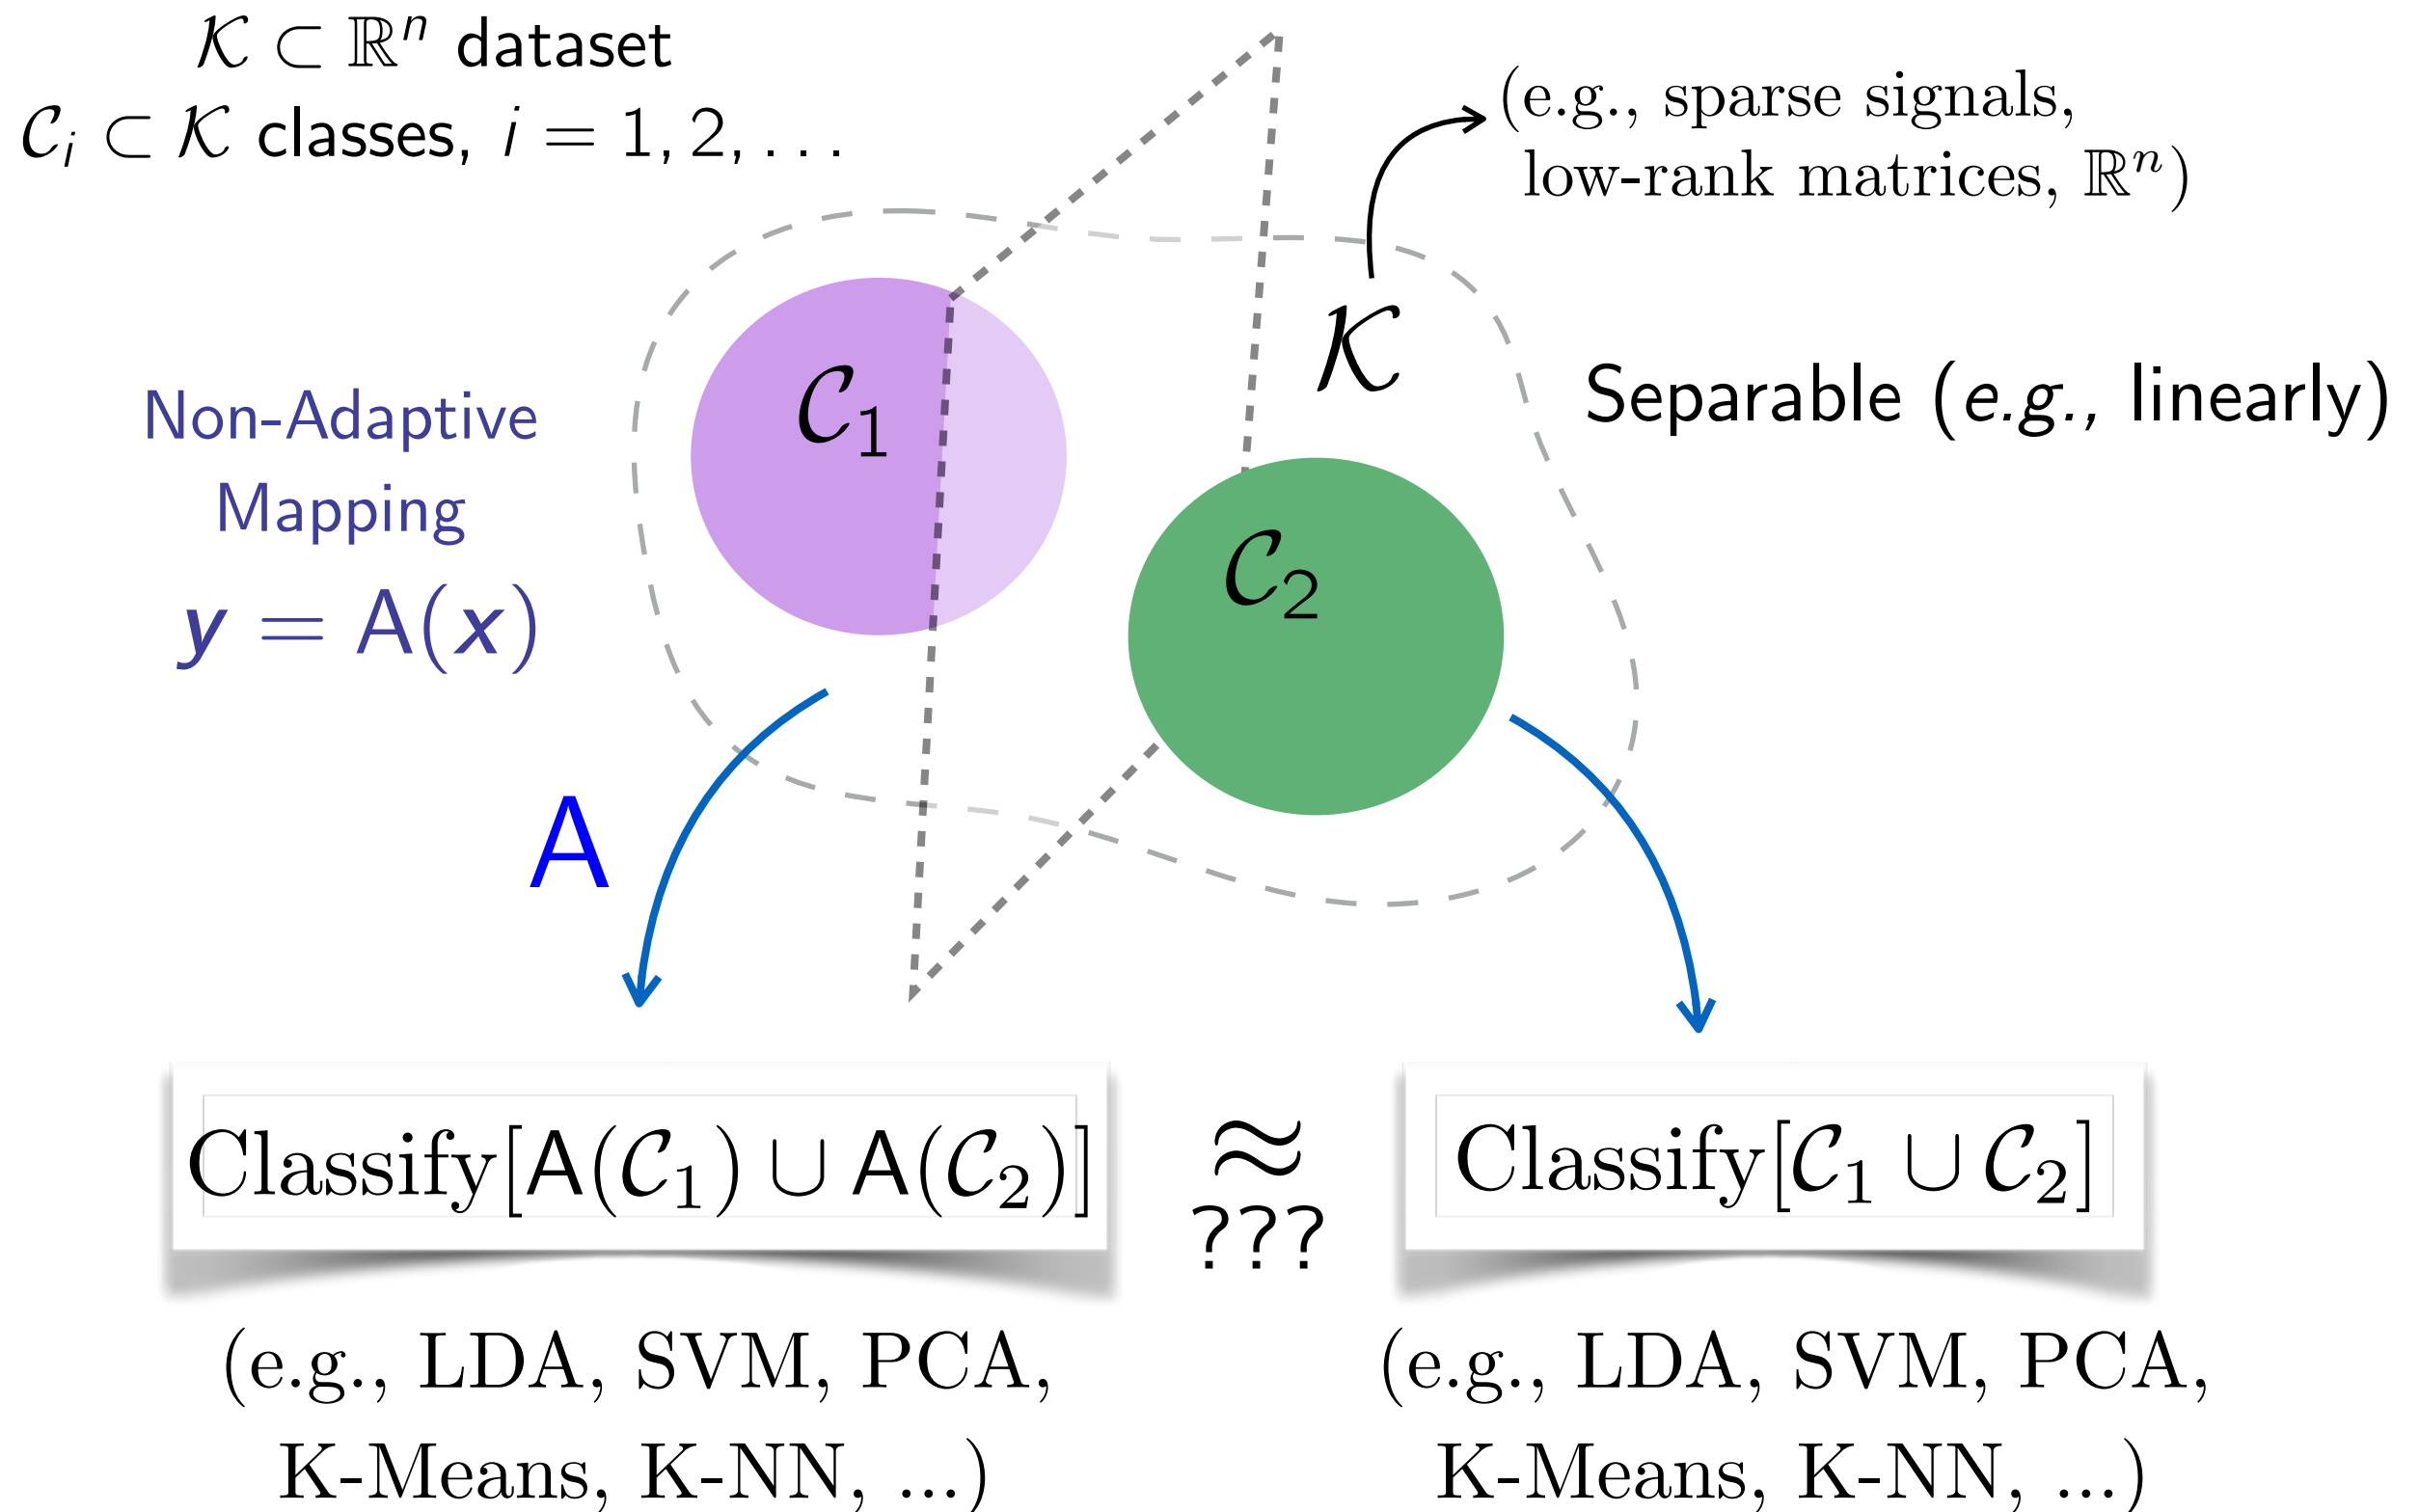 𝒦 ⊂ ℝⁿ dataset
𝒞ᵢ ⊂ 𝒦 classes, i = 1, 2, . . .
(e.g., sparse signals,
low-rank matrices, ℝⁿ)
𝒦
Separable (e.g., linearly)
Non-Adaptive
Mapping
y = A(x)
𝒞₁
𝒞₂
A
Classify[A(𝒞₁) ∪ A(𝒞₂)]
≈
???
Classify[𝒞₁ ∪ 𝒞₂]
(e.g., LDA, SVM, PCA,
K-Means, K-NN, ...)
(e.g., LDA, SVM, PCA,
K-Means, K-NN, ...)